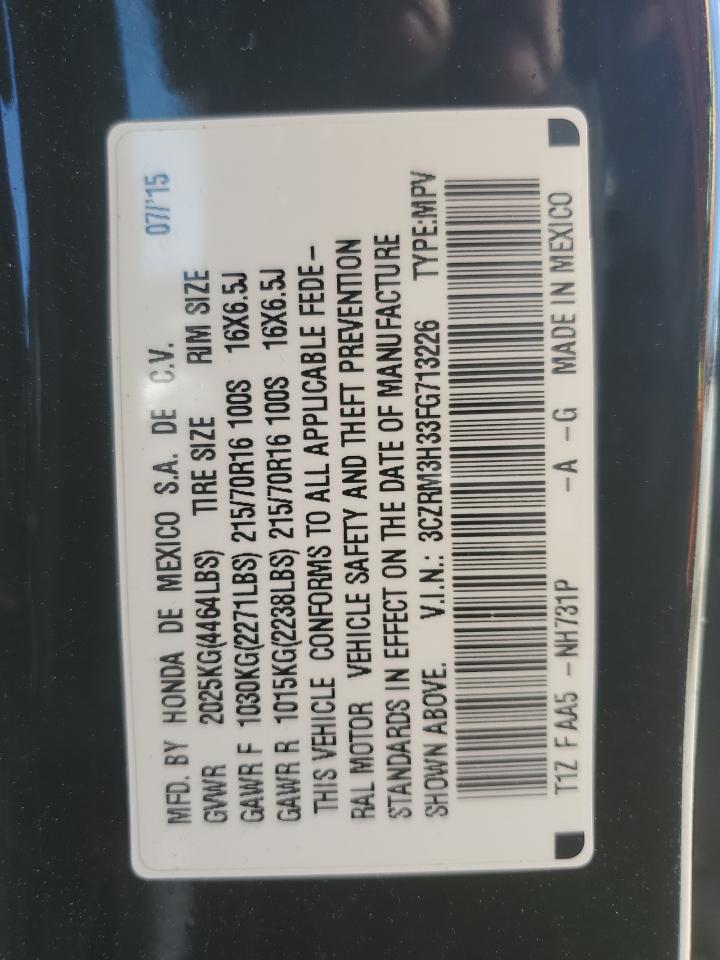 MFD. BY HONDA DE MEXICO S.A. DE C.V. 07/'15
GVWR 2025KG(4464LBS) TIRE SIZE RIM SIZE
GAWR F 1030KG(2271LBS) 215/70R16 100S 16X6.5J
GAWR R 1015KG(2238LBS) 215/70R16 100S 16X6.5J
THIS VEHICLE CONFORMS TO ALL APPLICABLE FEDE-
RAL MOTOR VEHICLE SAFETY AND THEFT PREVENTION
STANDARDS IN EFFECT ON THE DATE OF MANUFACTURE
SHOWN ABOVE. V.I.N.: 3CZRM3H33FG713226 TYPE:MPV
T1Z F AA5 -NH731P -A -G MADE IN MEXICO